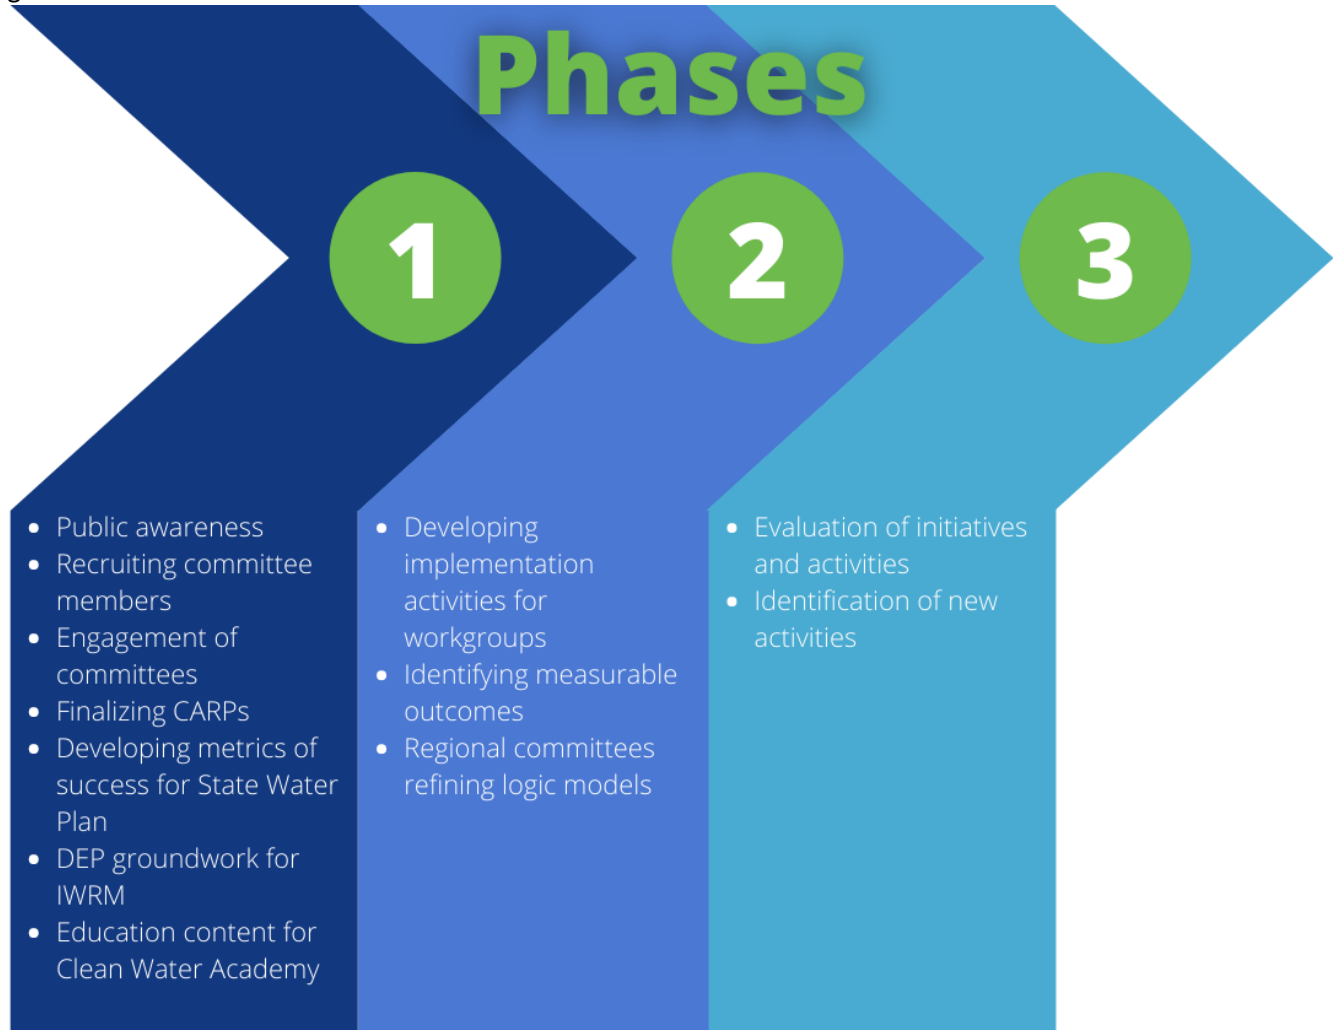 Phases
1
2
3
• Public awareness
• Recruiting committee
members
• Engagement of
committees
• Finalizing CARPs
• Developing metrics of
success for State Water
Plan
• DEP groundwork for
IWRM
• Education content for
Clean Water Academy
• Developing
implementation
activities for
workgroups
• Identifying measurable
outcomes
• Regional committees
refining logic models
• Evaluation of initiatives
and activities
• Identification of new
activities